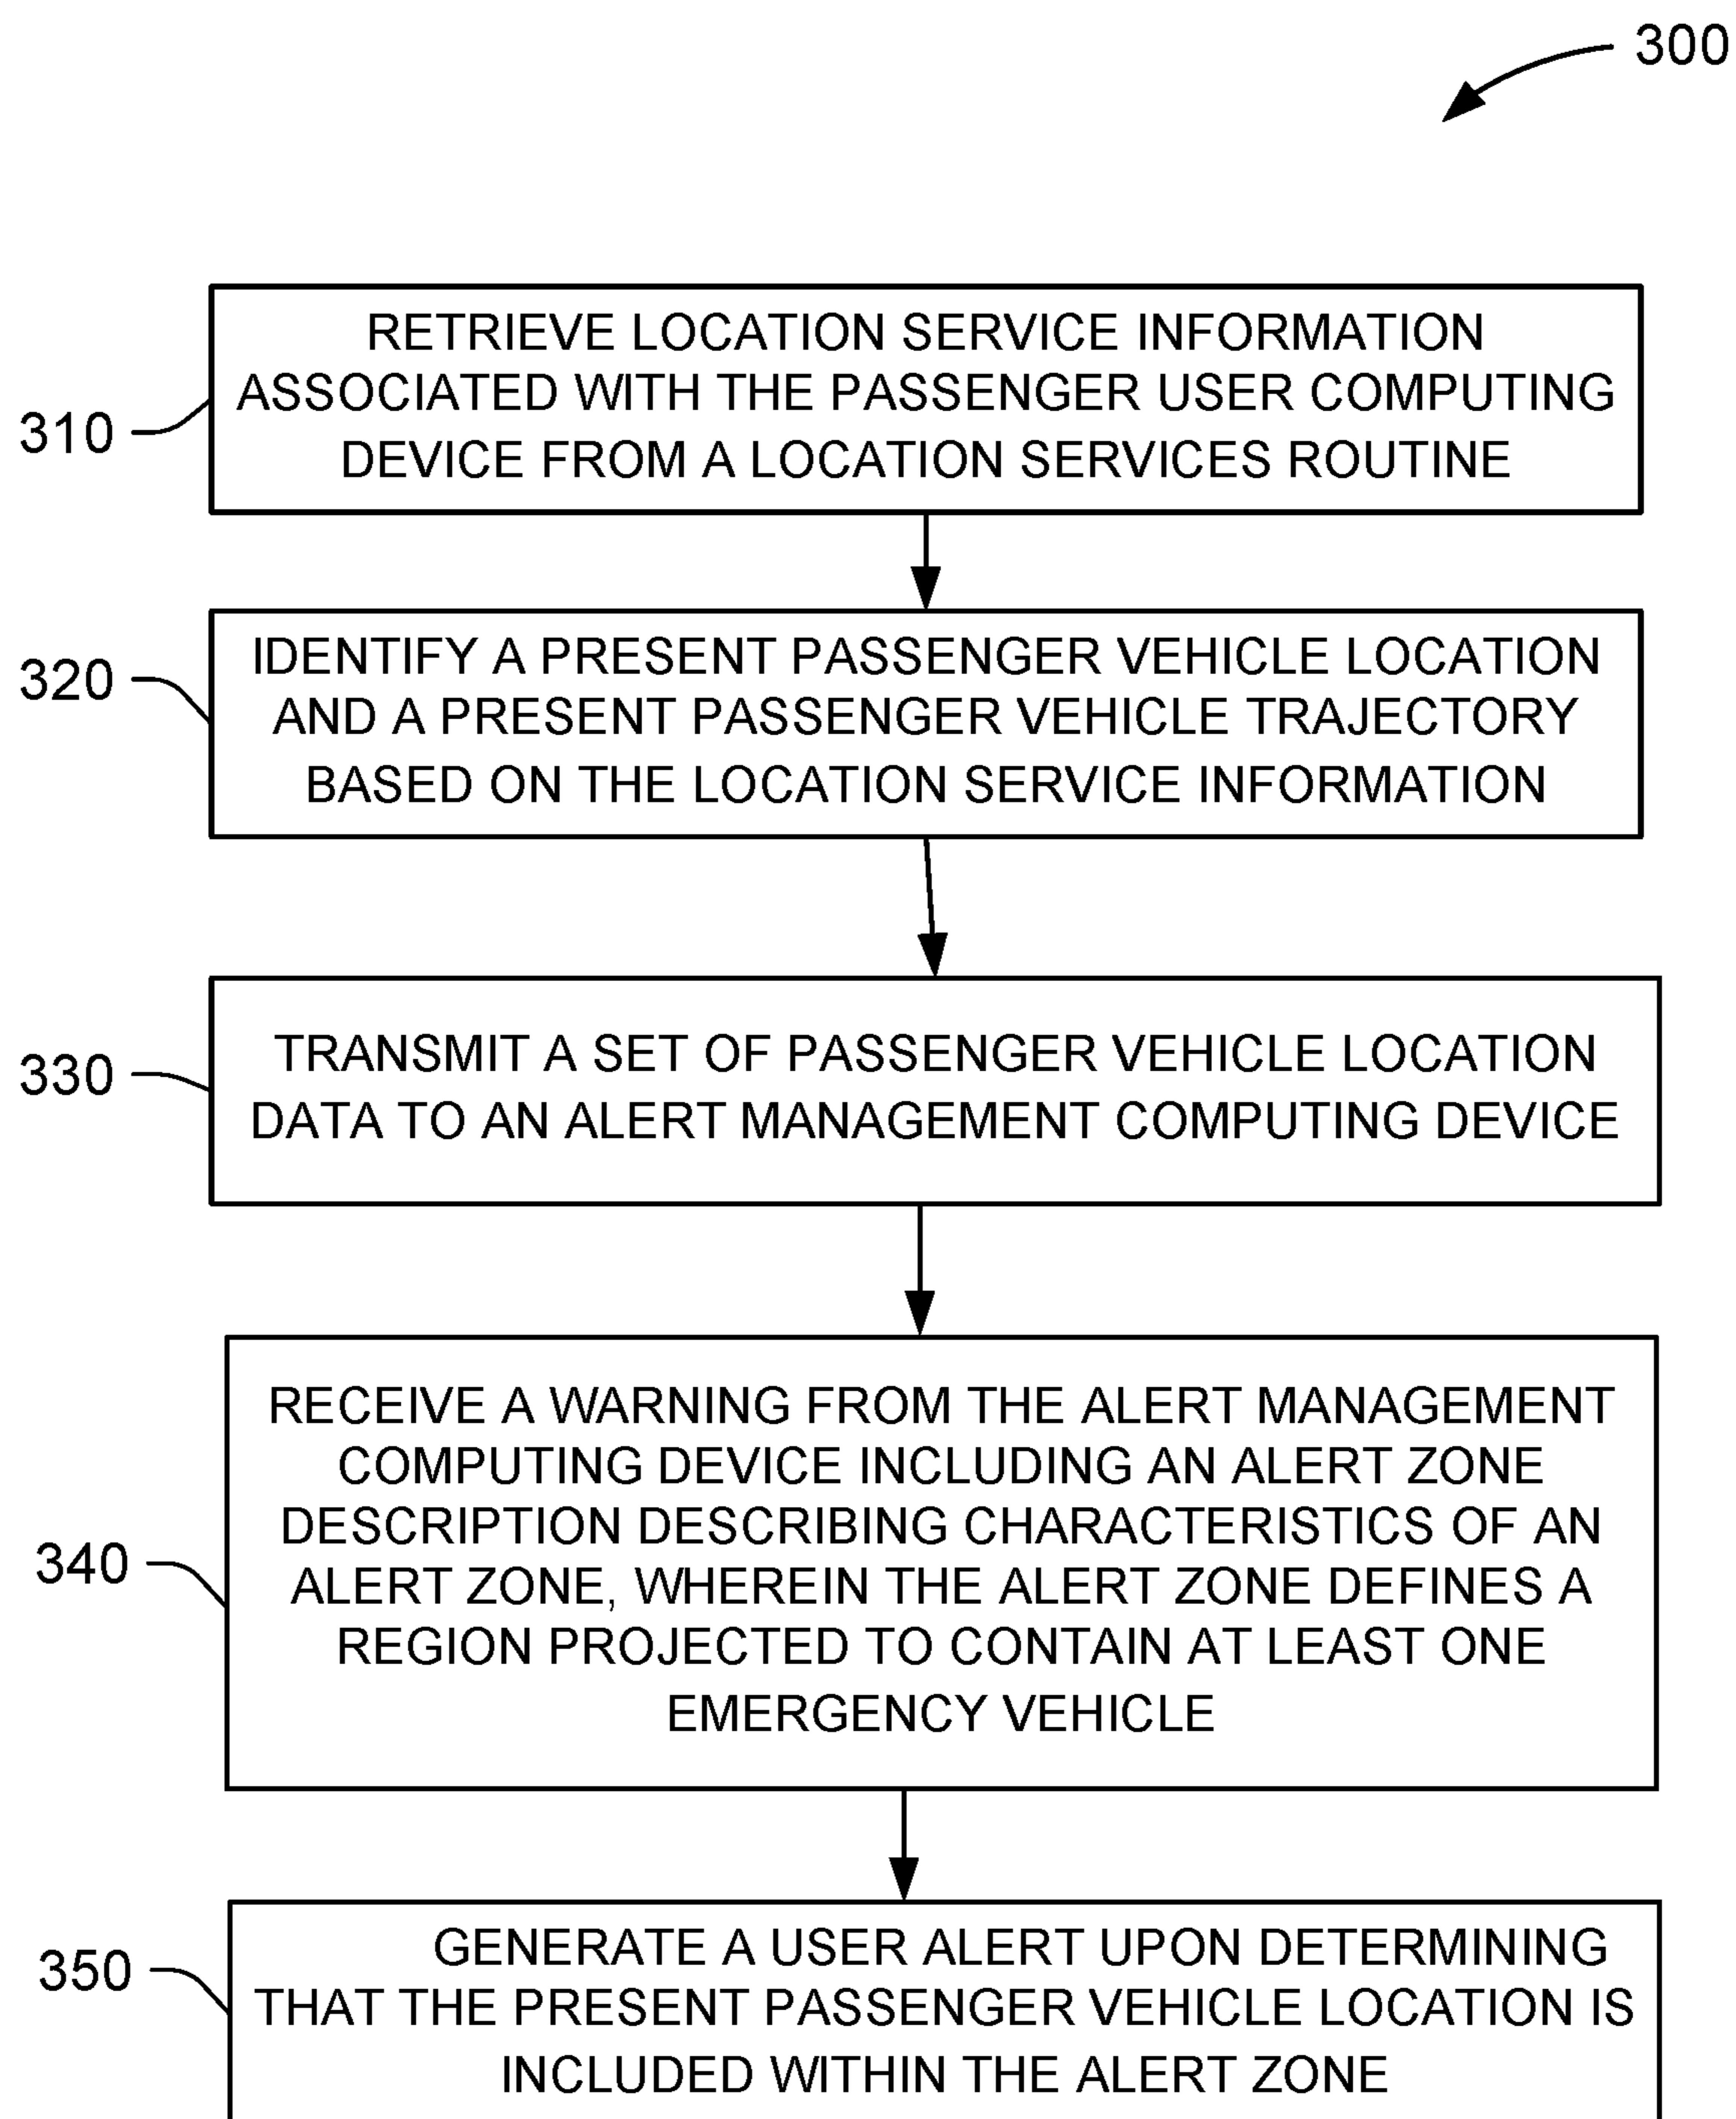 300
RETRIEVE LOCATION SERVICE INFORMATION
ASSOCIATED WITH THE PASSENGER USER COMPUTING
DEVICE FROM A LOCATION SERVICES ROUTINE
310
IDENTIFY A PRESENT PASSENGER VEHICLE LOCATION
AND A PRESENT PASSENGER VEHICLE TRAJECTORY
BASED ON THE LOCATION SERVICE INFORMATION
320
TRANSMIT A SET OF PASSENGER VEHICLE LOCATION
DATA TO AN ALERT MANAGEMENT COMPUTING DEVICE
330
RECEIVE A WARNING FROM THE ALERT MANAGEMENT
COMPUTING DEVICE INCLUDING AN ALERT ZONE
DESCRIPTION DESCRIBING CHARACTERISTICS OF AN
ALERT ZONE, WHEREIN THE ALERT ZONE DEFINES A
REGION PROJECTED TO CONTAIN AT LEAST ONE
EMERGENCY VEHICLE
340
GENERATE A USER ALERT UPON DETERMINING
THAT THE PRESENT PASSENGER VEHICLE LOCATION IS
INCLUDED WITHIN THE ALERT ZONE
350